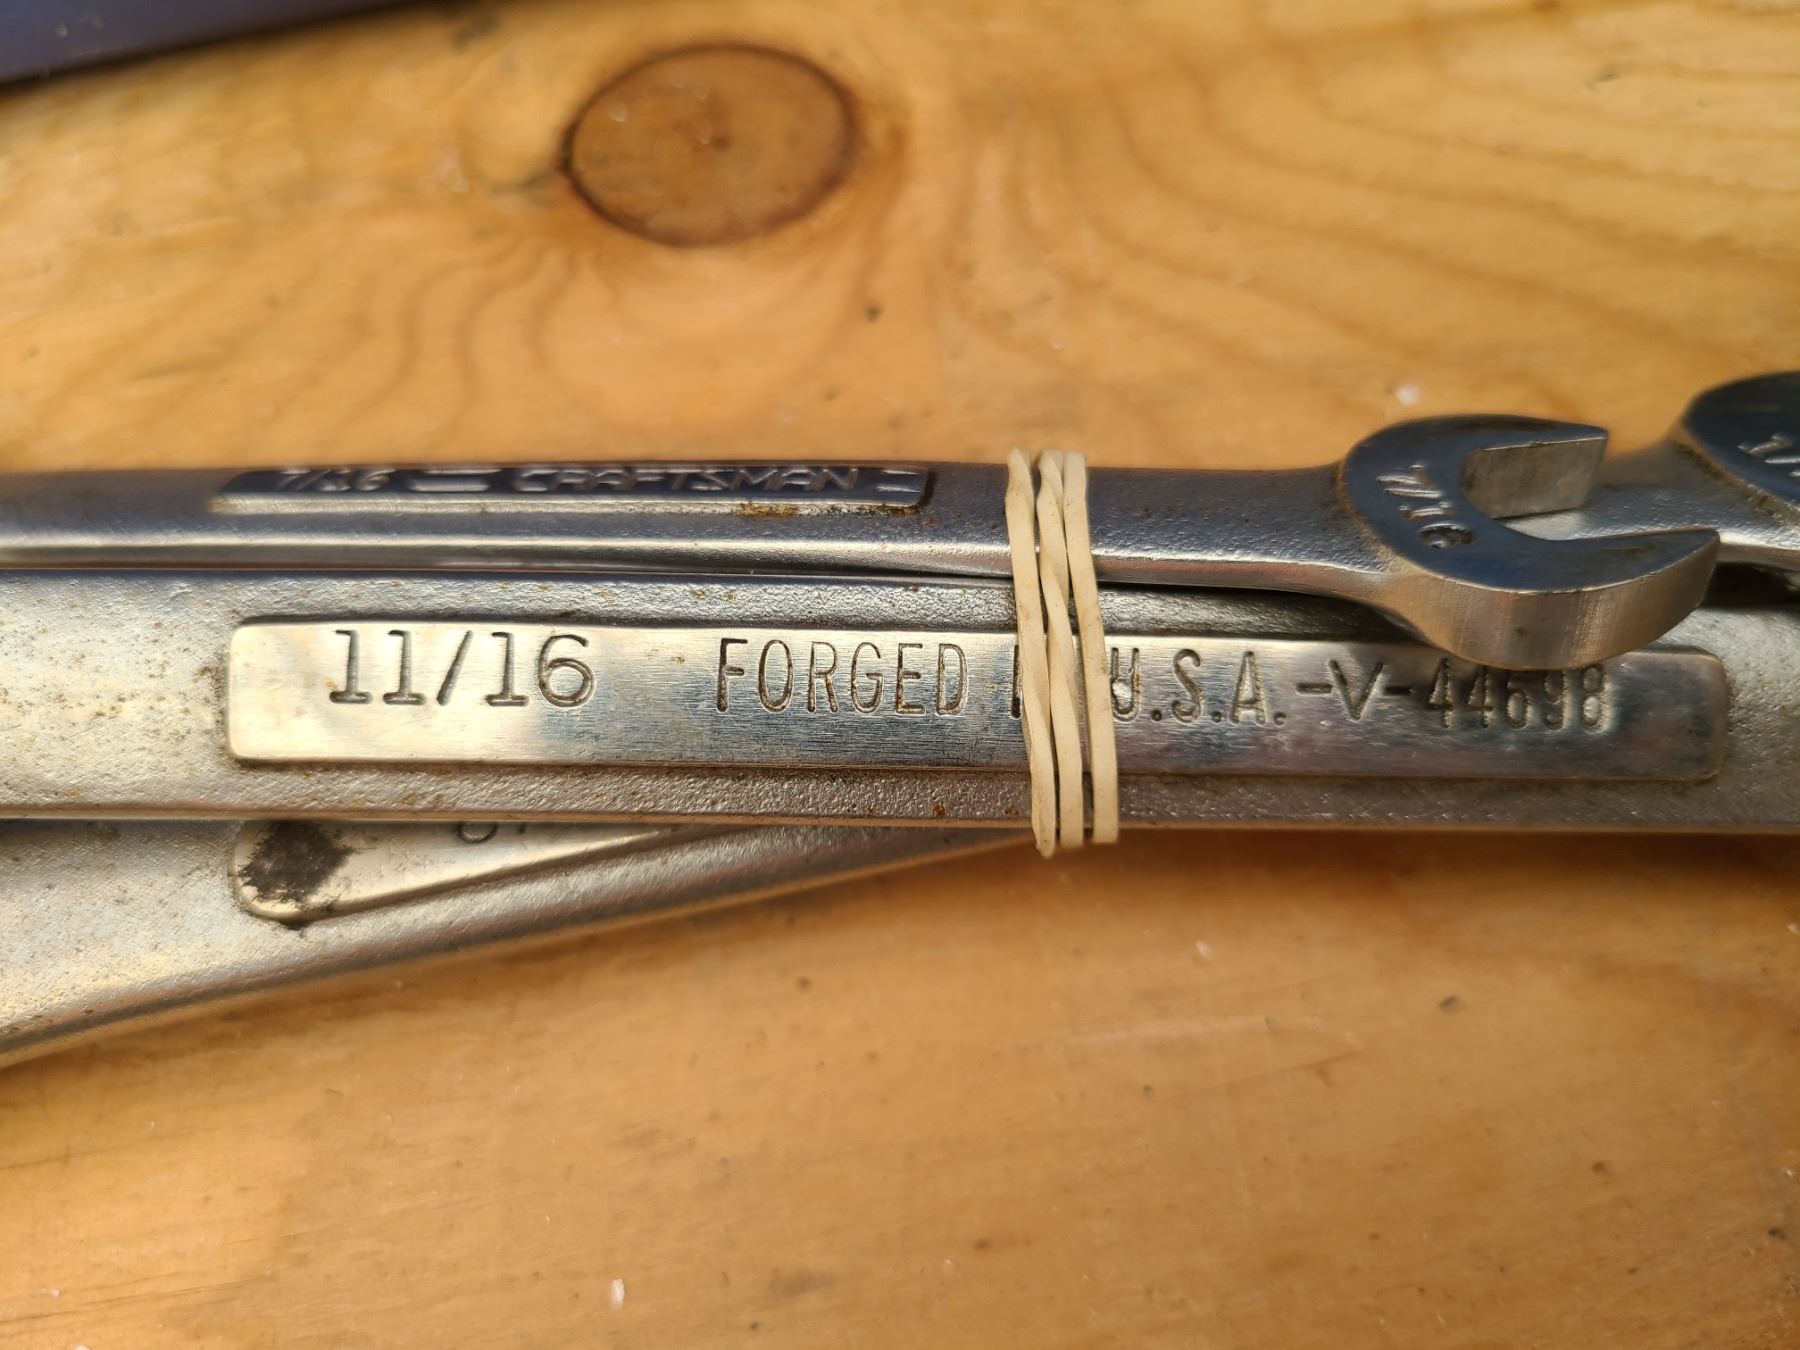 7/16 = CRAFTSMAN =
7/16
11/16 FORGED U.S.A. -V- 44698